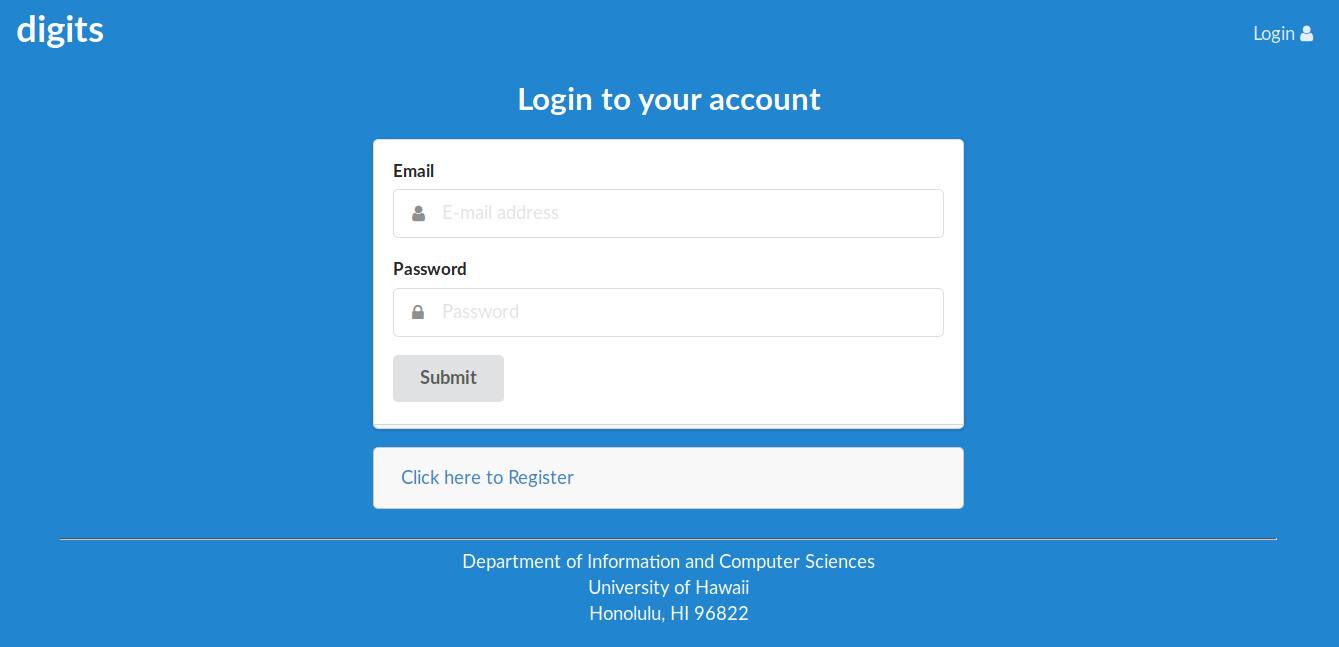 digits
Login
Login to your account
Email
E-mail address
Password
Password
Submit
Click here to Register
Department of Information and Computer Sciences
University of Hawaii
Honolulu, HI 96822